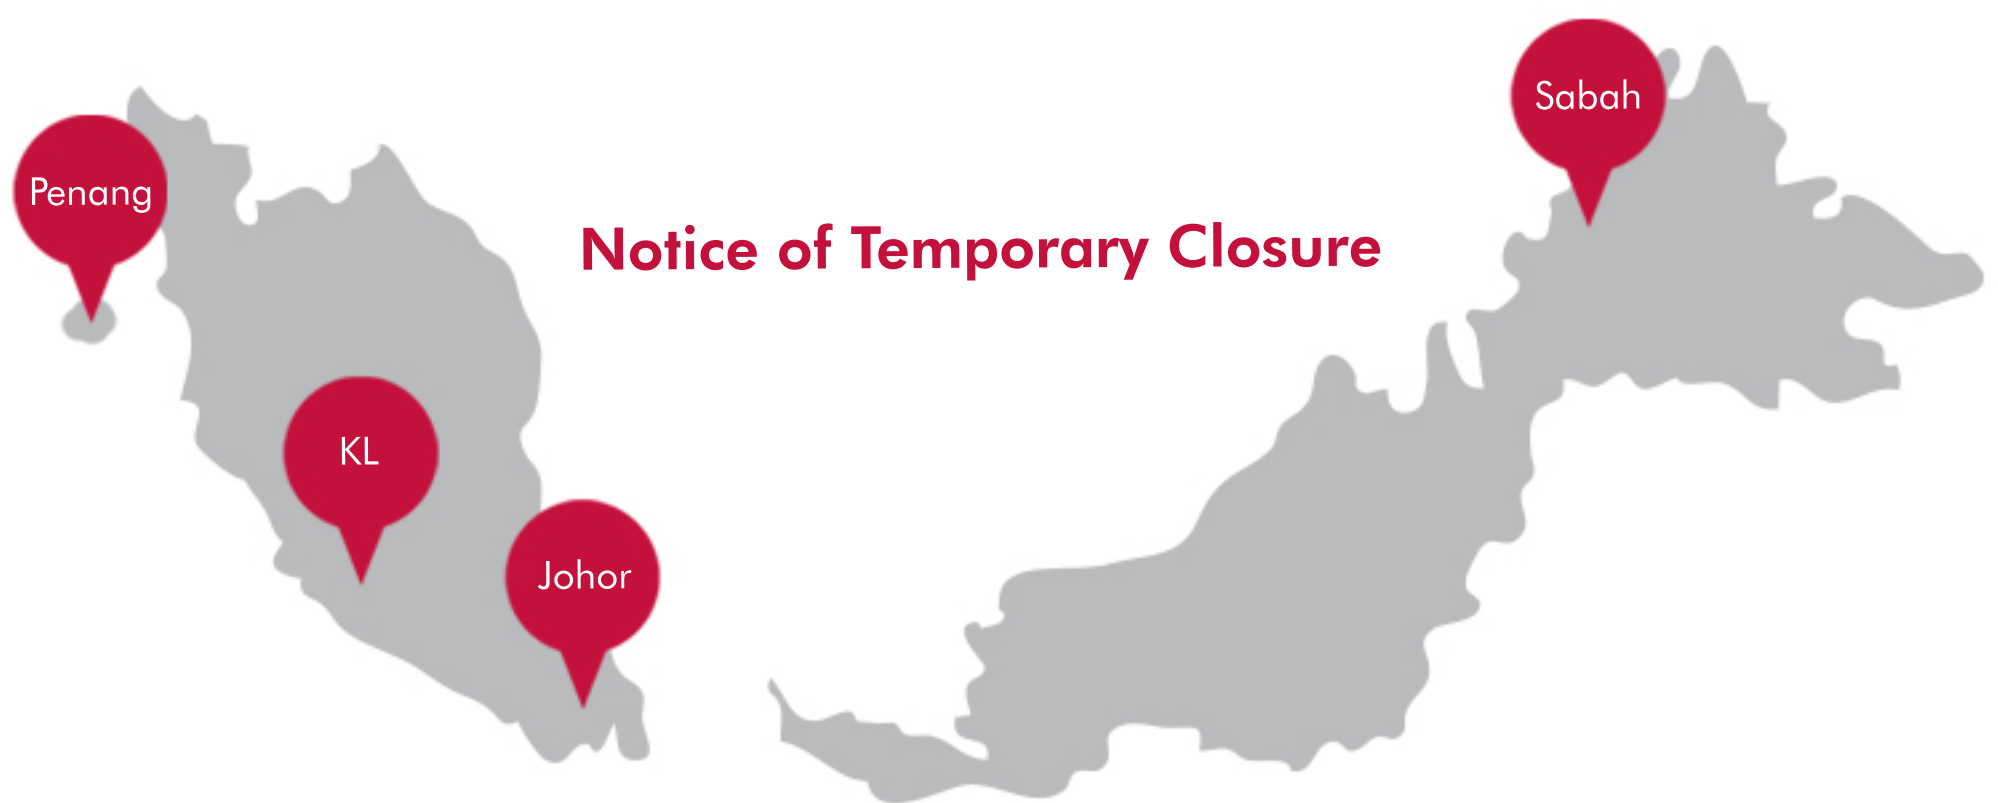 Sabah
Penang
Notice of Temporary Closure
KL
Johor